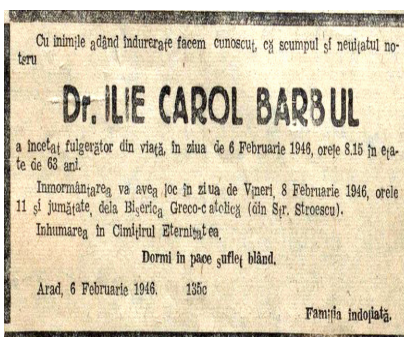 Cu inimile adând îndurerate facem cunoscut, că scumpul și neuitatul no-
tsru
Dr. ILIE CAROL BARBUL
a încetat fulgerător din viață, în ziua de 6 Februarie 1946, orele 8.15 în eta-
te de 63 ani.
Inmormântarea va avea loc în ziua de Vineri, 8 Februarie 1946, orele
11 și jumătate, dela Biserica Greco-catolică (din Str. Stroescu).
Inhumarea în Cimitirul Eternitatea.
Dormi în pace suflet blând.
Arad, 6 Februarie 1946. 135c
Familia îndoliată.